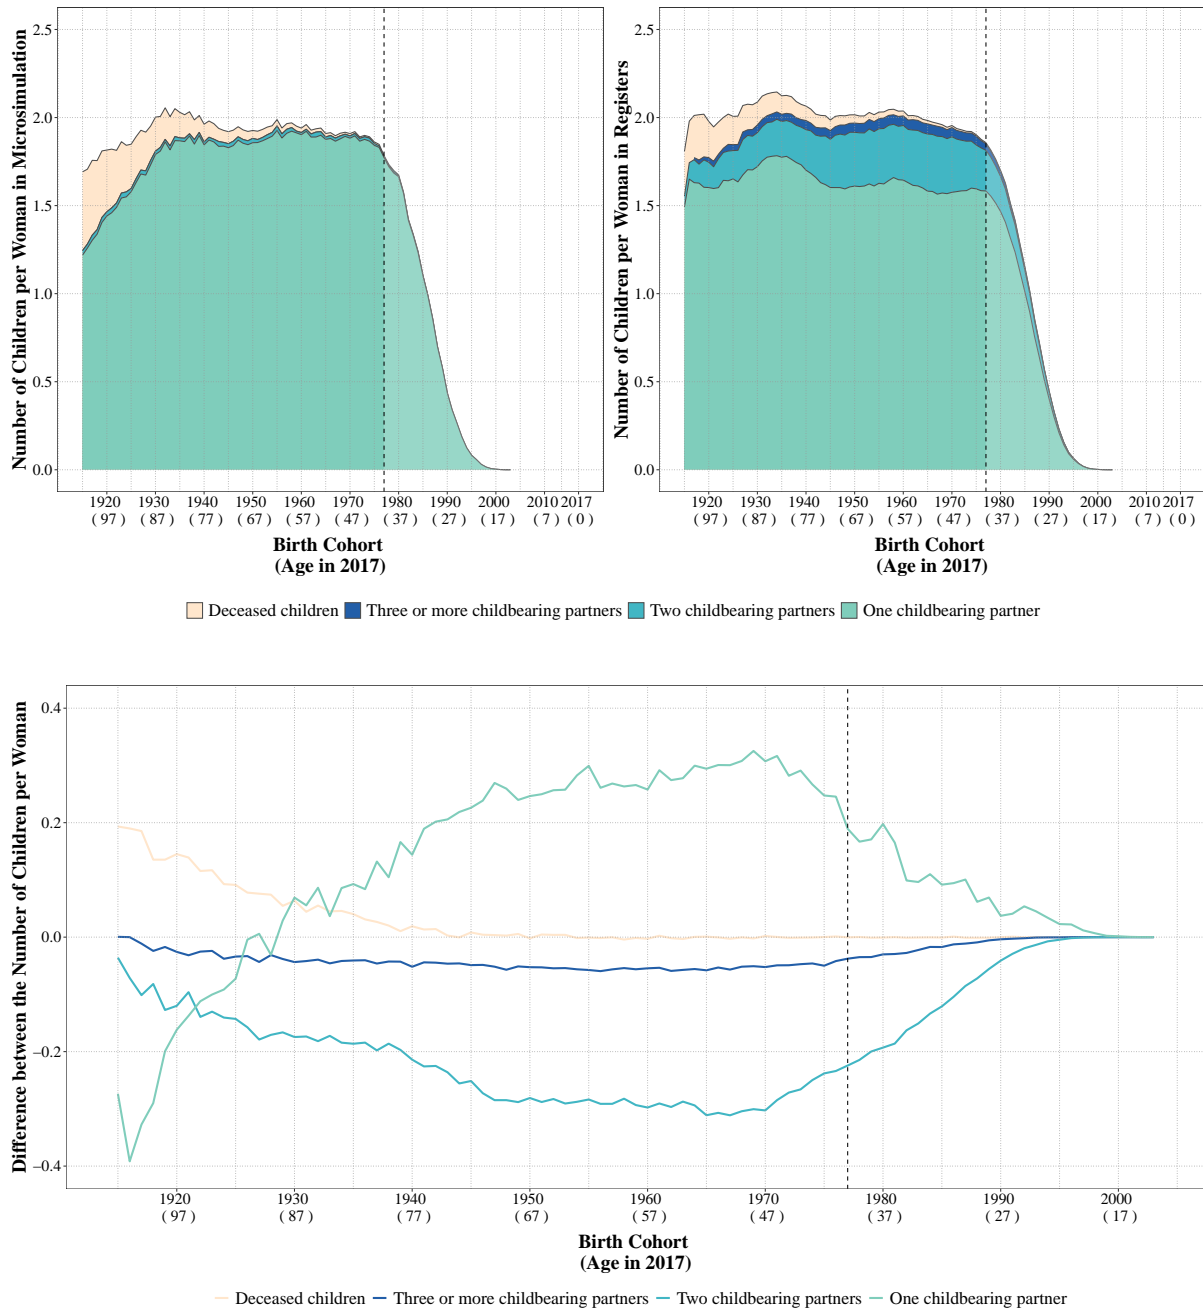 Number of Children per Woman in Microsimulation
2.5
2.0
1.5
1.0
0.5
0.0
1920 1930 1940 1950 1960 1970 1980 1990 2000 2010 2017
( 97 ) ( 87 ) ( 77 ) ( 67 ) ( 57 ) ( 47 ) ( 37 ) ( 27 ) ( 17 ) ( 7 ) ( 0 )
Birth Cohort
(Age in 2017)
Number of Children per Woman in Registers
2.5
2.0
1.5
1.0
0.5
0.0
1920 1930 1940 1950 1960 1970 1980 1990 2000 2010 2017
( 97 ) ( 87 ) ( 77 ) ( 67 ) ( 57 ) ( 47 ) ( 37 ) ( 27 ) ( 17 ) ( 7 ) ( 0 )
Birth Cohort
(Age in 2017)
Deceased children Three or more childbearing partners Two childbearing partners One childbearing partner
Difference between the Number of Children per Woman
0.4
0.2
0.0
−0.2
−0.4
1920 1930 1940 1950 1960 1970 1980 1990 2000
( 97 ) ( 87 ) ( 77 ) ( 67 ) ( 57 ) ( 47 ) ( 37 ) ( 27 ) ( 17 )
Birth Cohort
(Age in 2017)
Deceased children Three or more childbearing partners Two childbearing partners One childbearing partner